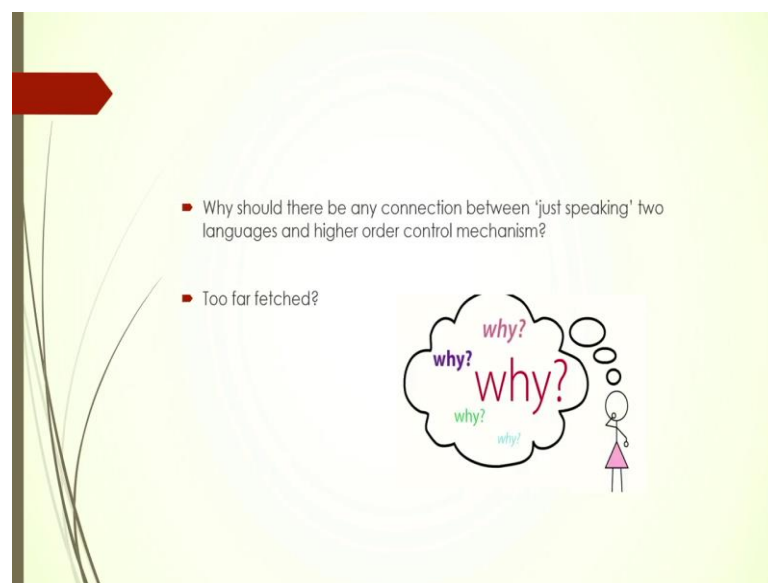 Why should there be any connection between ‘just speaking’ two
languages and higher order control mechanism?
Too far fetched?
why?
why?
why?
why?
why?